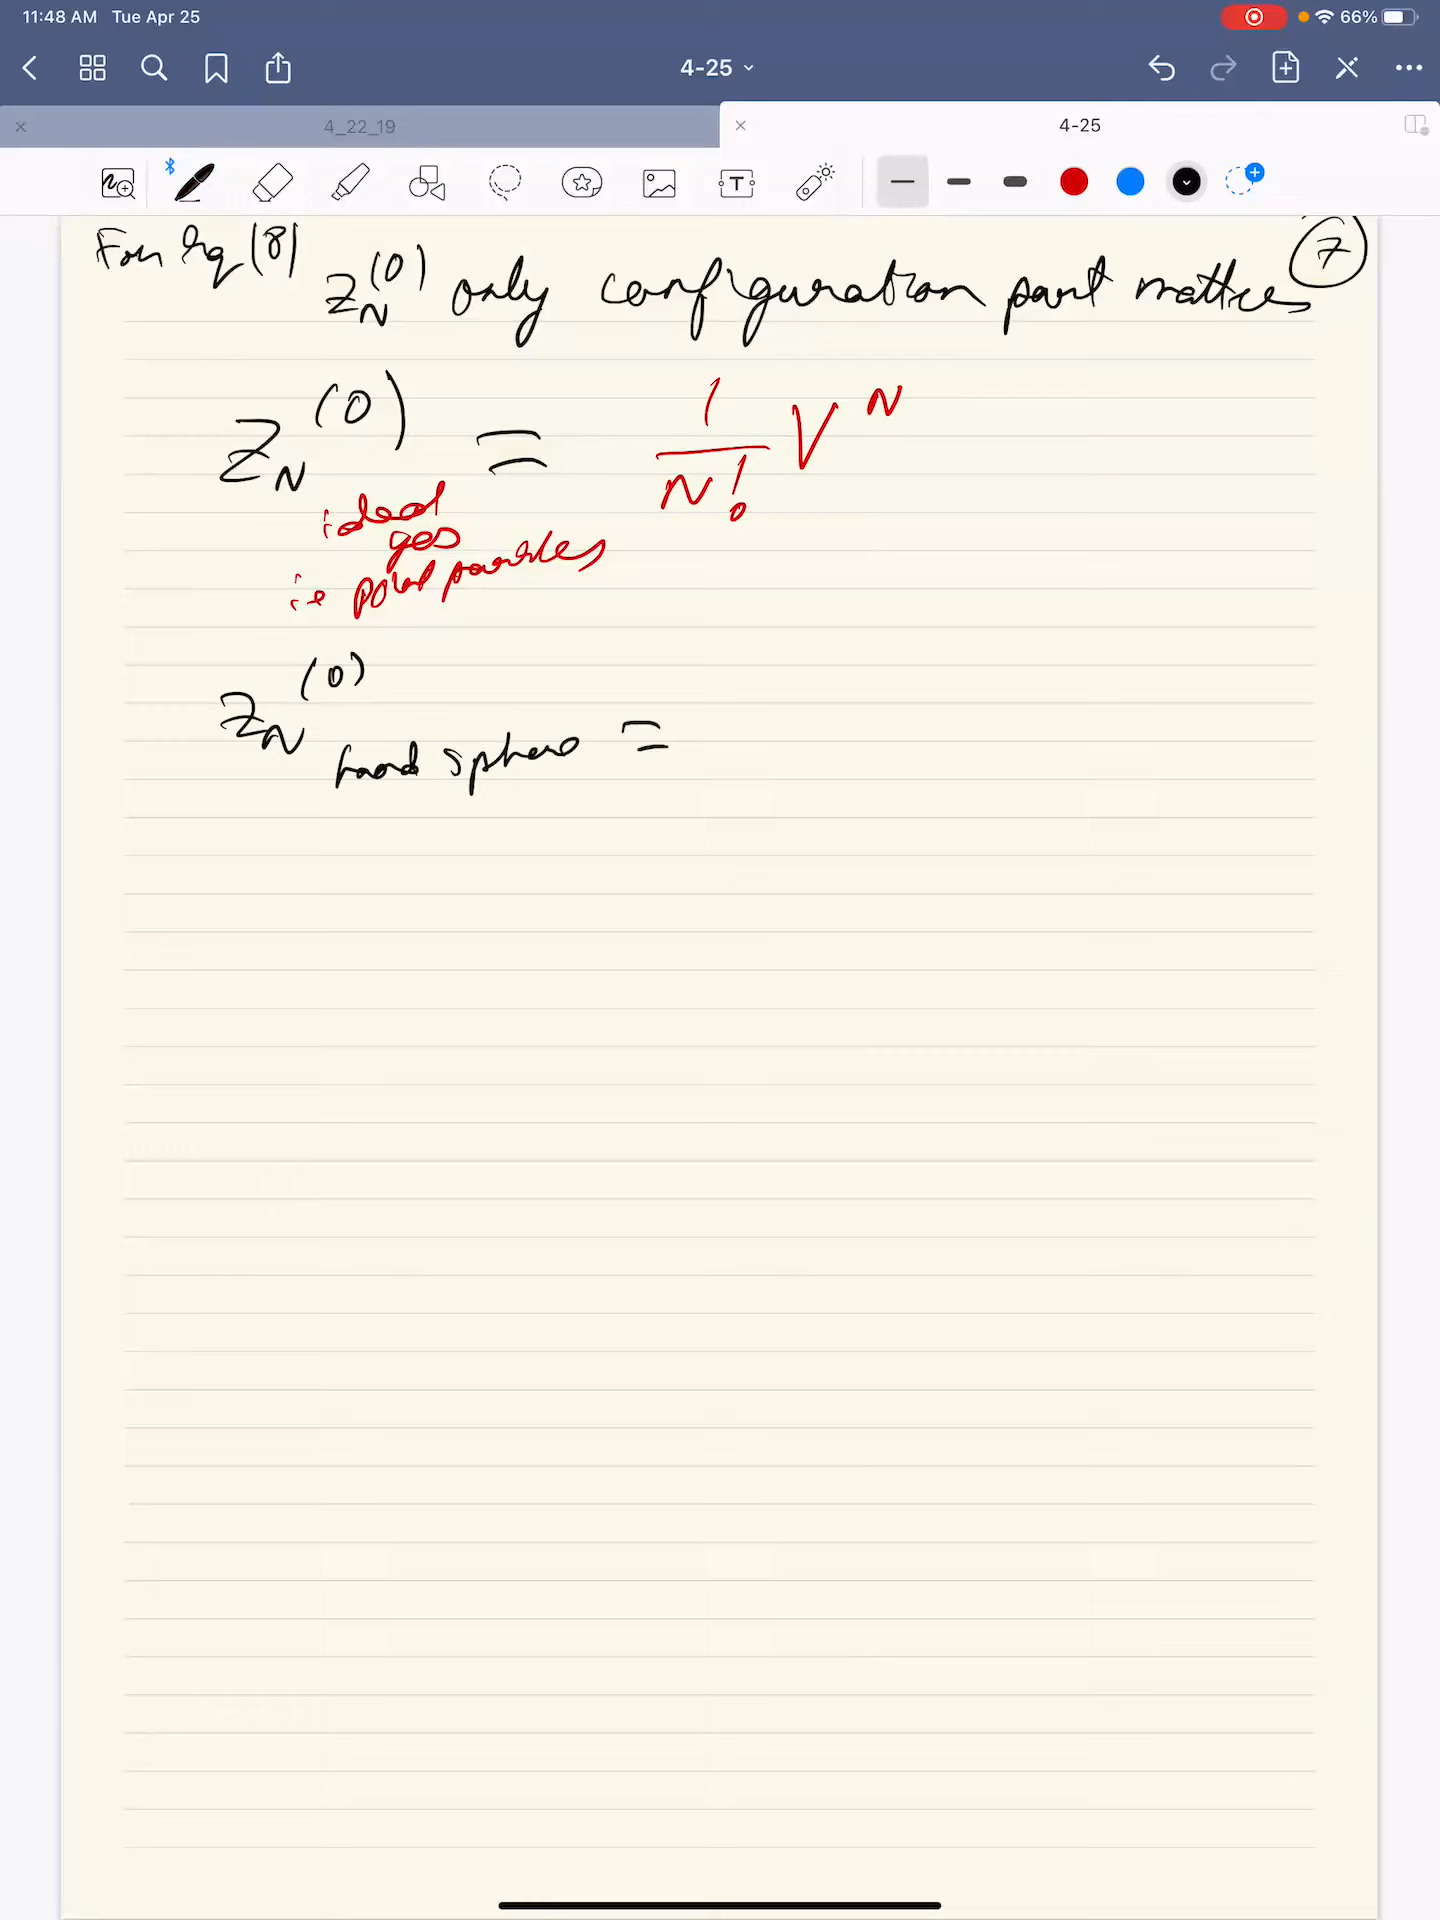 11:48 AM Tue Apr 25
66%
4-25
4_22_19
4-25
For Eq (8)
7
Z_N^(0) only configuration part matters
Z_N^(0) = 1/N! V^N
ideal
gas
ie point particles
Z_N^(0)
hard sphere =